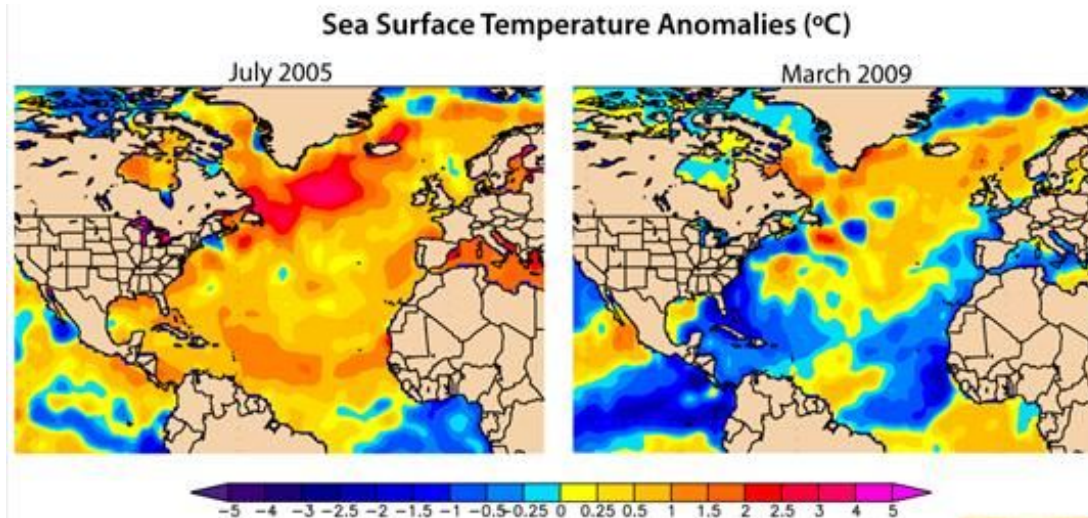 Sea Surface Temperature Anomalies (ºC)
July 2005
March 2009
-5 -4 -3 -2.5 -2 -1.5 -1 -0.5 -0.25 0 0.25 0.5 1 1.5 2 2.5 3 4 5